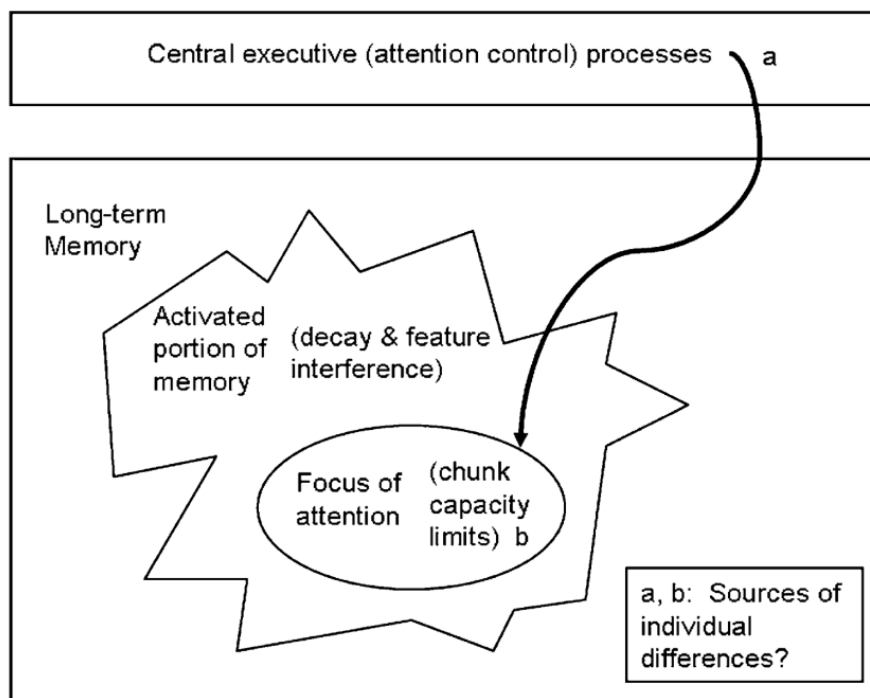 Central executive (attention control) processes a
Long-term
Memory
Activated
portion of
memory
(decay & feature
interference)
Focus of
attention
(chunk
capacity
limits) b
a, b: Sources of
individual
differences?